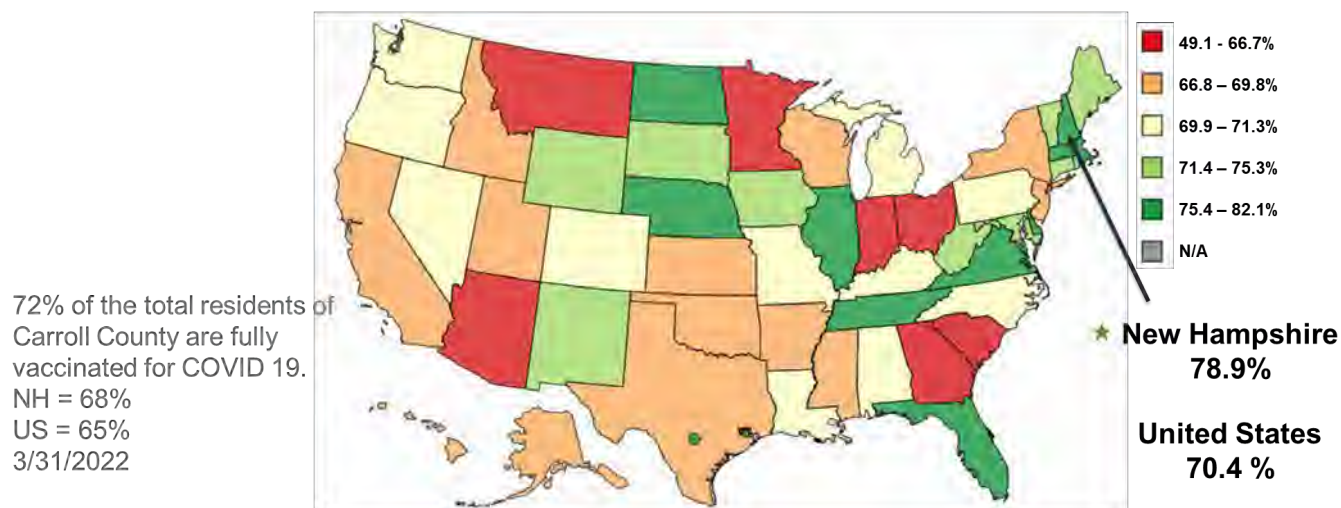 72% of the total residents of
Carroll County are fully
vaccinated for COVID 19.
NH = 68%
US = 65%
3/31/2022
49.1 - 66.7%
66.8 – 69.8%
69.9 – 71.3%
71.4 – 75.3%
75.4 – 82.1%
N/A
New Hampshire
78.9%
United States
70.4 %